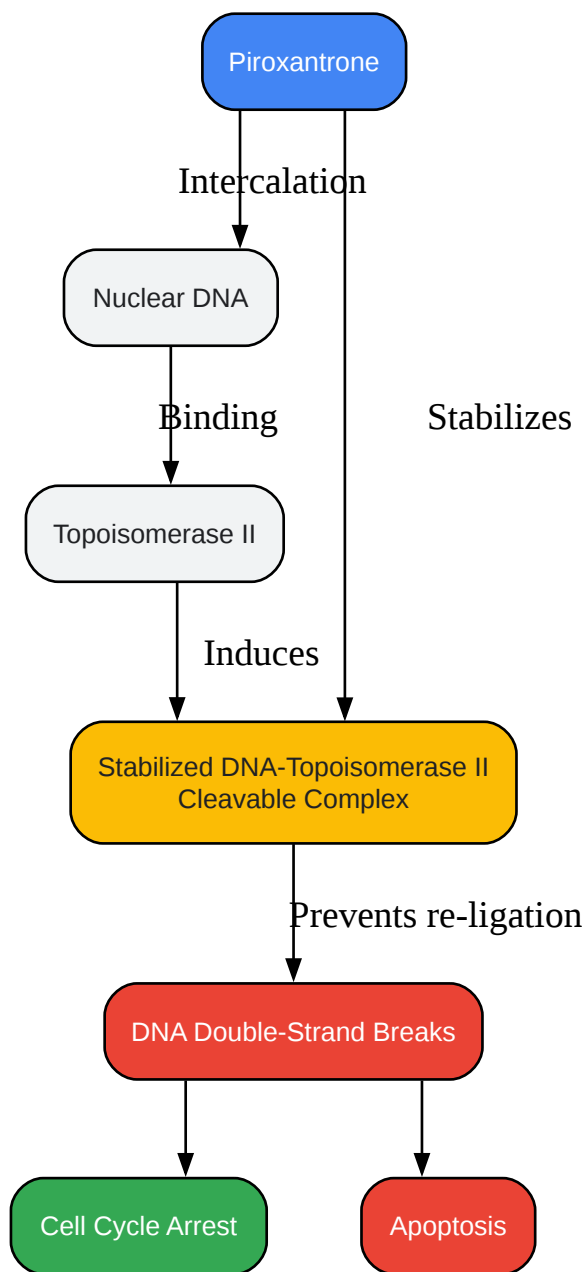 Piroxantrone
Intercalation
Nuclear DNA
Binding
Stabilizes
Topoisomerase II
Induces
Stabilized DNA-Topoisomerase II
Cleavable Complex
Prevents re-ligation
DNA Double-Strand Breaks
Cell Cycle Arrest
Apoptosis